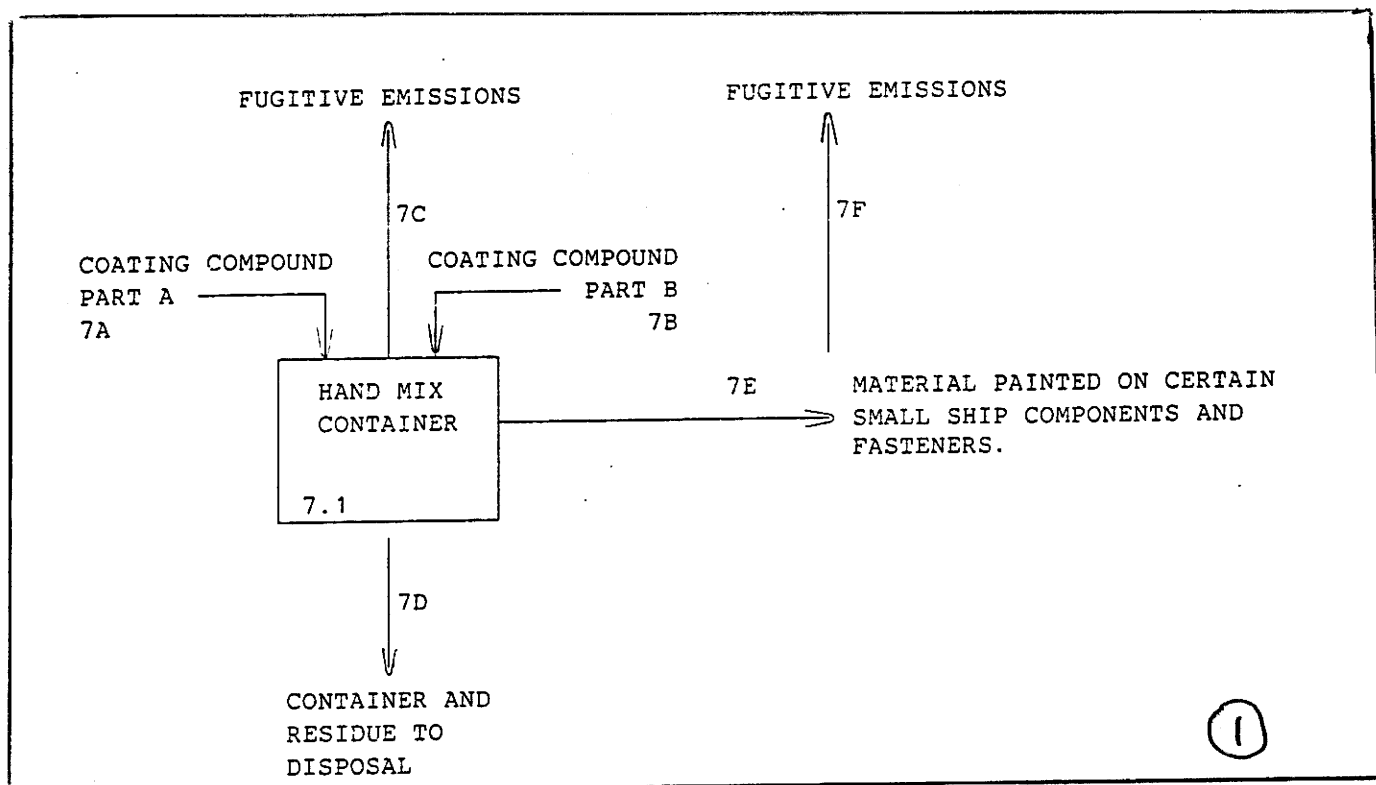 FUGITIVE EMISSIONS
FUGITIVE EMISSIONS
7C
7F
COATING COMPOUND
PART A
7A
COATING COMPOUND
PART B
7B
HAND MIX
CONTAINER
7.1
7E
MATERIAL PAINTED ON CERTAIN
SMALL SHIP COMPONENTS AND
FASTENERS.
7D
CONTAINER AND
RESIDUE TO
DISPOSAL
1